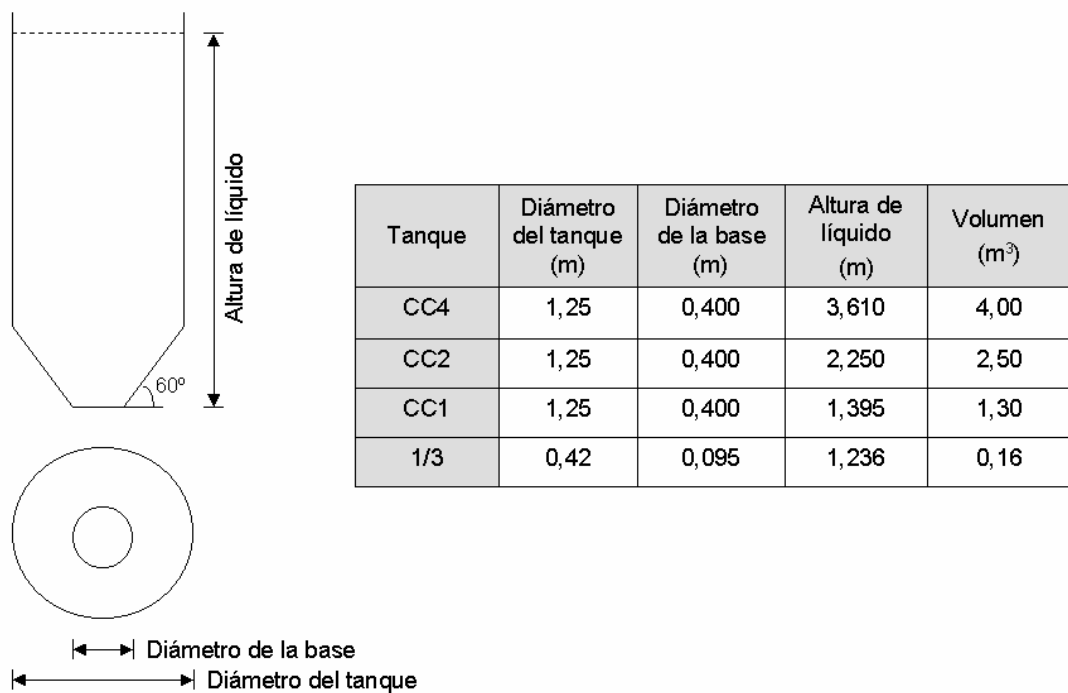 Altura de líquido
60º
Diámetro de la base
Diámetro del tanque
Tanque
Diámetro
del tanque
(m)
Diámetro
de la base
(m)
Altura de
líquido
(m)
Volumen
(m³)
CC4 1,25 0,400 3,610 4,00
CC2 1,25 0,400 2,250 2,50
CC1 1,25 0,400 1,395 1,30
1/3 0,42 0,095 1,236 0,16